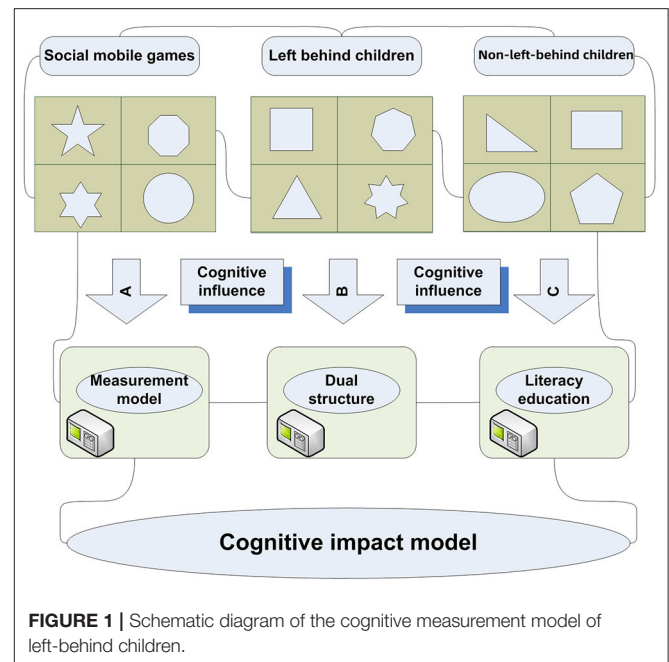 Social mobile games
Left behind children
Non-left-behind children
A
Cognitive
influence
B
Cognitive
influence
C
Measurement
model
Dual
structure
Literacy
education
Cognitive impact model
FIGURE 1 | Schematic diagram of the cognitive measurement model of
left-behind children.